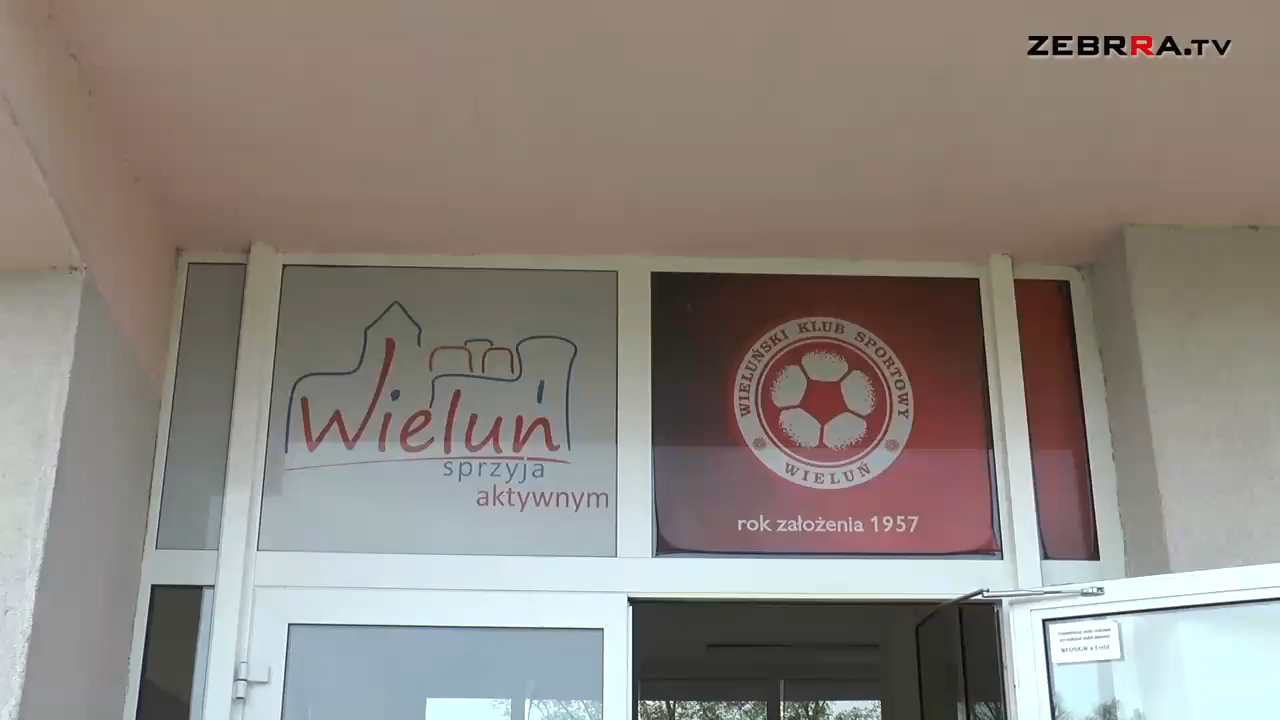 ZEBRRA.TV
Wieluń
sprzyja
aktywnym
WIELUŃSKI KLUB SPORTOWY
WIELUŃ
rok założenia 1957